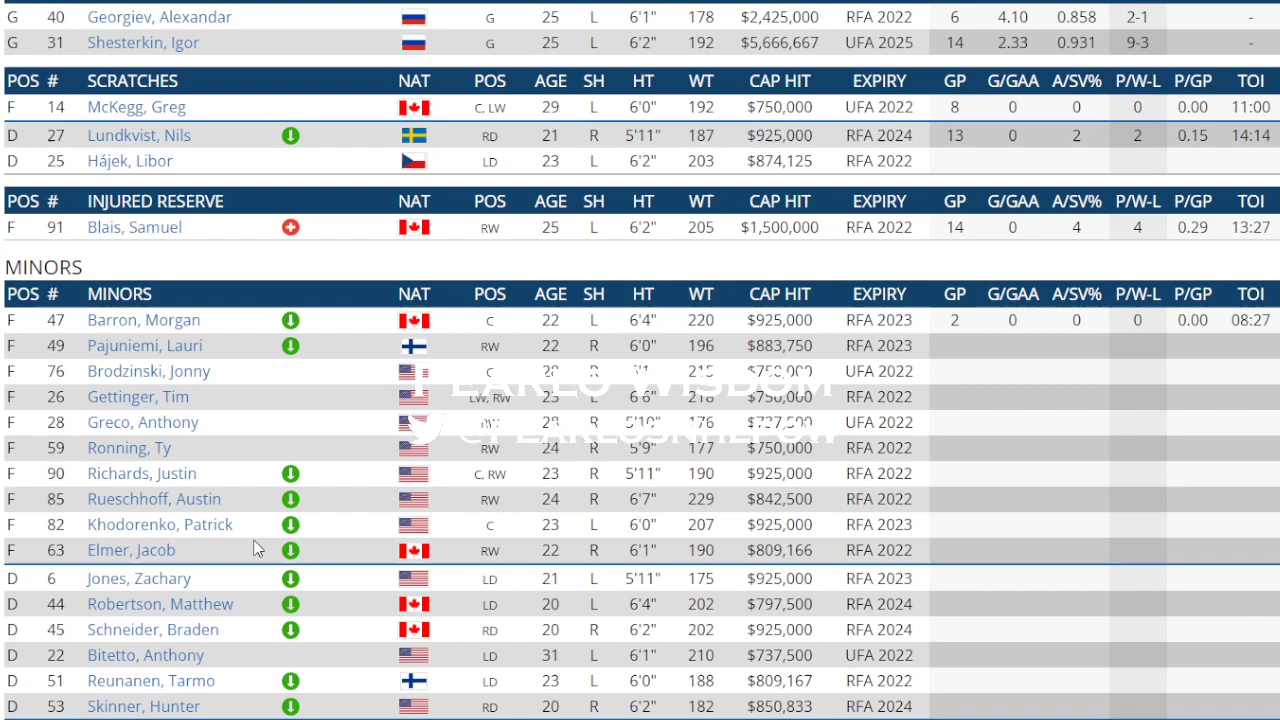 G 40 Georgiev, Alexandar G 25 L 6'1" 178 $2,425,000 RFA 2022 6 4.10 0.858 2-1 -
G 31 Shesterkin, Igor G 25 L 6'2" 192 $5,666,667 UFA 2025 14 2.33 0.931 9-3 -
POS # SCRATCHES NAT POS AGE SH HT WT CAP HIT EXPIRY GP G/GAA A/SV% P/W-L P/GP TOI
F 14 McKegg, Greg C, LW 29 L 6'0" 192 $750,000 UFA 2022 8 0 0 0 0.00 11:00
D 27 Lundkvist, Nils RD 21 R 5'11" 187 $925,000 RFA 2024 13 0 2 2 0.15 14:14
D 25 Hájek, Libor LD 23 L 6'2" 203 $874,125 RFA 2022
POS # INJURED RESERVE NAT POS AGE SH HT WT CAP HIT EXPIRY GP G/GAA A/SV% P/W-L P/GP TOI
F 91 Blais, Samuel RW 25 L 6'2" 205 $1,500,000 RFA 2022 14 0 4 4 0.29 13:27
MINORS
POS # MINORS NAT POS AGE SH HT WT CAP HIT EXPIRY GP G/GAA A/SV% P/W-L P/GP TOI
F 47 Barron, Morgan C 22 L 6'4" 220 $925,000 RFA 2023 2 0 0 0 0.00 08:27
F 49 Pajuniemi, Lauri RW 22 R 6'0" 196 $883,750 RFA 2023
F 76 Brodzinski, Jonny C R 215 UFA 2022
F 26 Gettinger, Tim LW, RW 23 L 6'6" RFA 2022
F 28 Greco, Anthony RW 28 R 5'10" 176 UFA 2022
F 59 Ronning, Ty RW 24 R 5'9" 177 $750,000 RFA 2022
F 90 Richards, Justin C, RW 23 R 5'11" 190 $925,000 RFA 2022
F 85 Rueschhoff, Austin RW 24 R 6'7" 229 $842,500 RFA 2022
F 82 Khodorenko, Patrick C 23 L 6'0" 207 RFA 2023
F 63 Elmer, Jacob RW 22 R 6'1" 190 $809,166 RFA 2022
D 6 Jones, Zachary LD 21 L 5'11" 175 $925,000 RFA 2023
D 44 Robertson, Matthew LD 20 L 6'4" 202 $797,500 RFA 2024
D 45 Schneider, Braden RD 20 R 6'2" 202 $925,000 RFA 2024
D 22 Bitetto, Anthony LD 31 L 6'1" 210 $737,500 UFA 2022
D 51 Reunanen, Tarmo LD 23 L 6'0" 188 $809,167 RFA 2022
D 53 Skinner, Hunter RD 20 R 6'2" 182 $850,833 RFA 2024